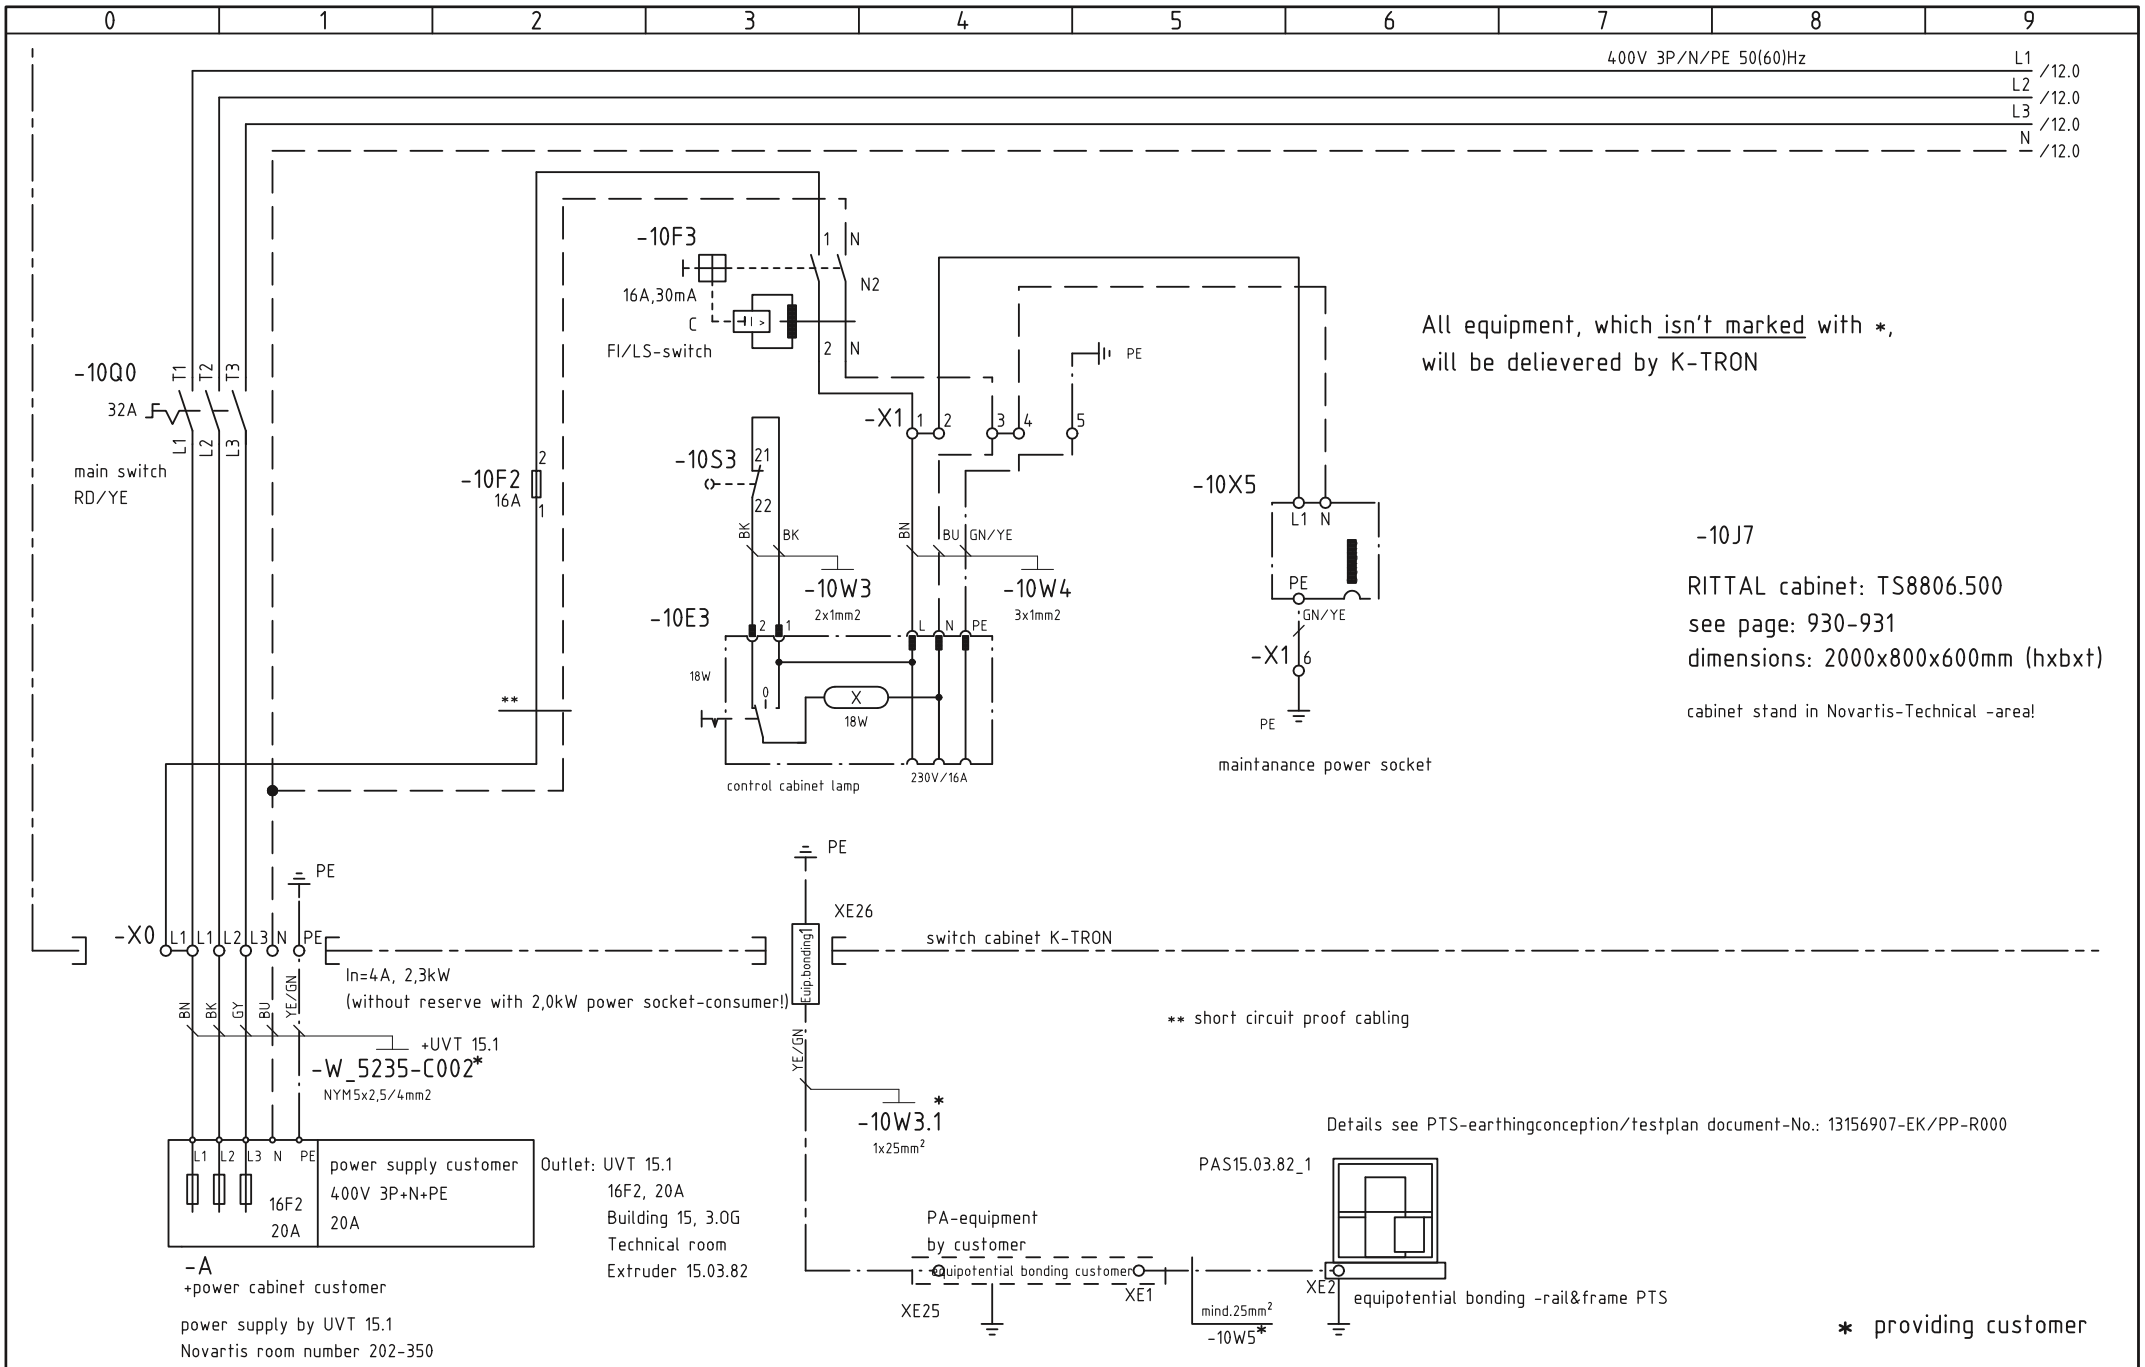 0 1 2 3 4 5 6 7 8 9
400V 3P/N/PE 50(60)Hz
L1 /12.0
L2 /12.0
L3 /12.0
N /12.0
-10F3
1 N
N2
16A,30mA
C
FI/LS-switch
2 N
PE
All equipment, which isn't marked with *,
will be delievered by K-TRON
-10Q0
T1 T2 T3
32A
L1 L2 L3
main switch
RD/YE
-X1 1 2 3 4 5
-10F2
16A
2
1
-10S3
21
22
BK
BK
-10W3
2x1mm2
BN
BU
GN/YE
-10W4
3x1mm2
-10X5
L1 N
PE
GN/YE
-X1 6
PE
maintanance power socket
-10J7
RITTAL cabinet: TS8806.500
see page: 930-931
dimensions: 2000x800x600mm (hxbxt)
cabinet stand in Novartis-Technical -area!
-10E3
2 1 L N PE
18W
0
X
18W
**
control cabinet lamp
230V/16A
PE
PE
XE26
Euip.bonding1
-X0 L1 L1 L2 L3 N PE
switch cabinet K-TRON
In=4A, 2,3kW
(without reserve with 2,0kW power socket-consumer!)
BN BK GY BU YE/GN
+UVT 15.1
-W_5235-C002*
NYM5x2,5/4mm2
** short circuit proof cabling
YE/GN
*
-10W3.1
1x25mm²
L1 L2 L3 N PE
16F2
20A
power supply customer
400V 3P+N+PE
20A
Outlet: UVT 15.1
16F2, 20A
Building 15, 3.OG
Technical room
Extruder 15.03.82
-A
+power cabinet customer
power supply by UVT 15.1
Novartis room number 202-350
Details see PTS-earthingconception/testplan document-No.: 13156907-EK/PP-R000
PAS15.03.82_1
PA-equipment
by customer
equipotential bonding customer
XE25
XE1
mind.25mm²
-10W5*
XE2
equipotential bonding -rail&frame PTS
* providing customer